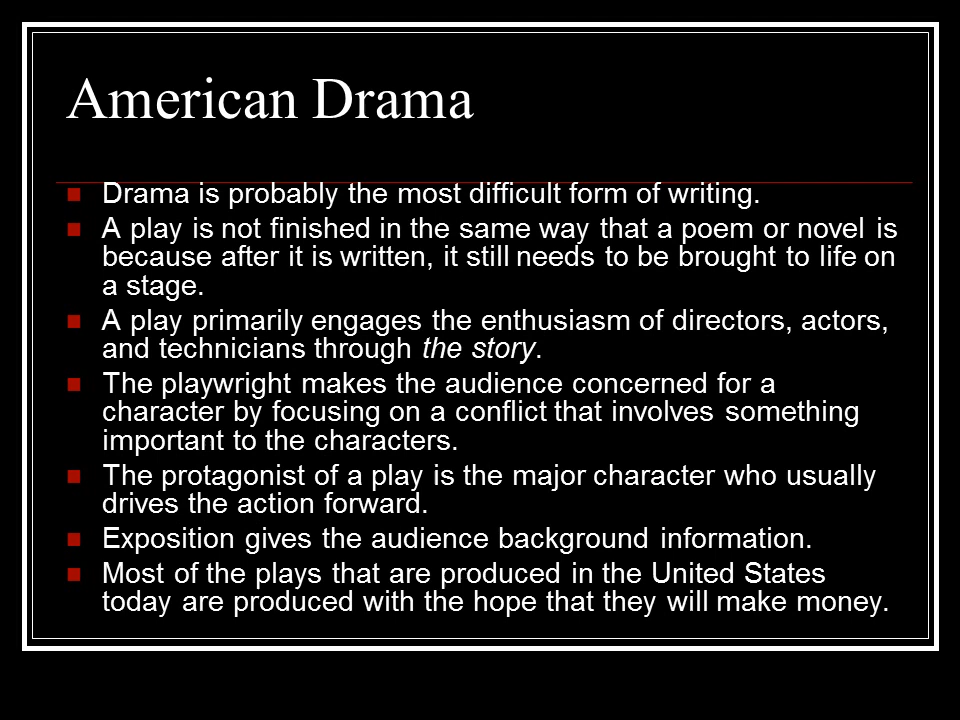 American Drama
Drama is probably the most difficult form of writing.
A play is not finished in the same way that a poem or novel is
because after it is written, it still needs to be brought to life on
a stage.
A play primarily engages the enthusiasm of directors, actors,
and technicians through the story.
The playwright makes the audience concerned for a
character by focusing on a conflict that involves something
important to the characters.
The protagonist of a play is the major character who usually
drives the action forward.
Exposition gives the audience background information.
Most of the plays that are produced in the United States
today are produced with the hope that they will make money.